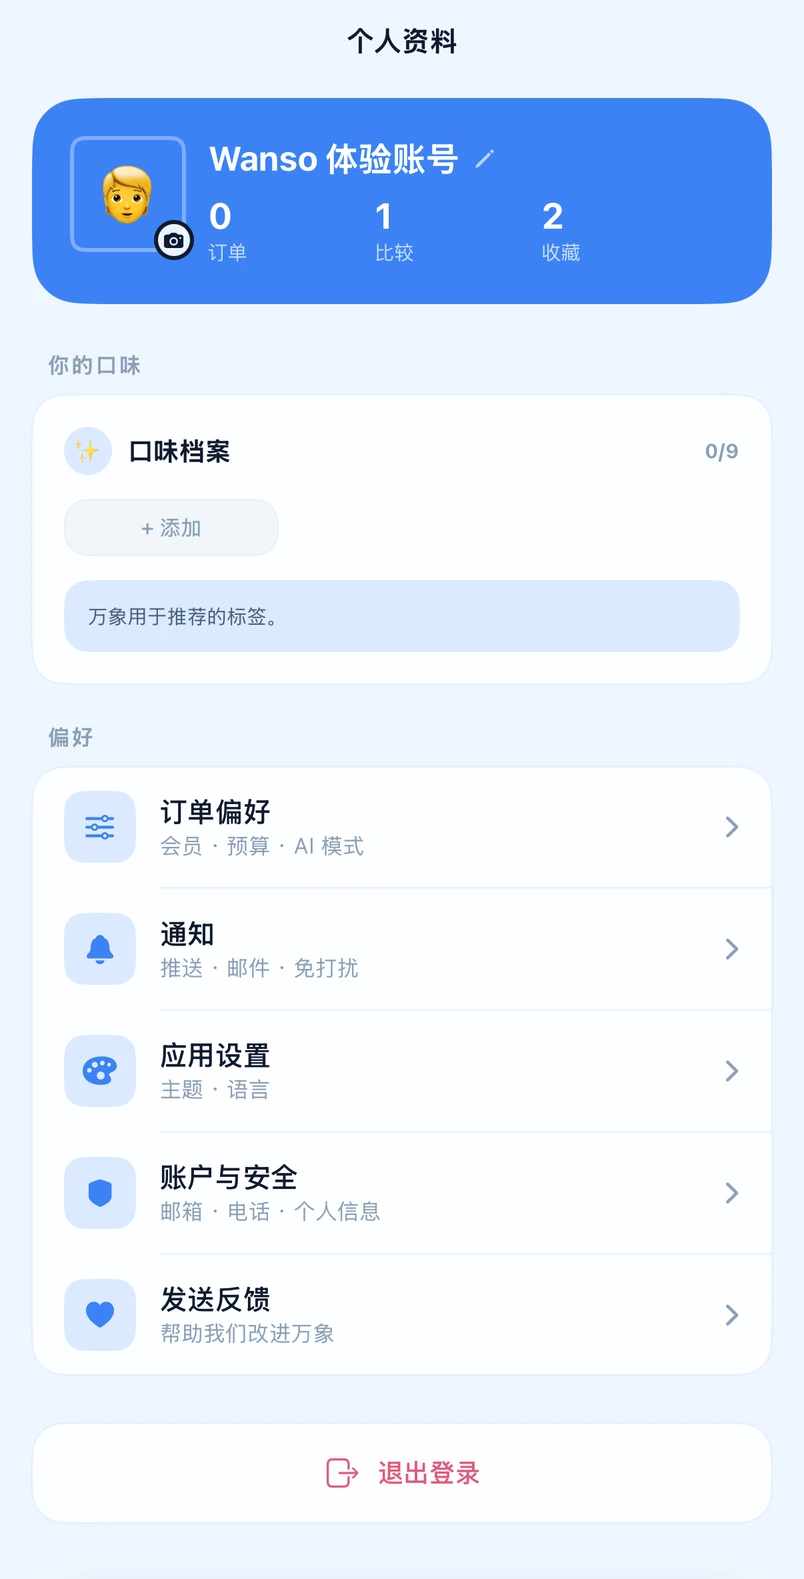 个人资料
Wanso 体验账号
0 1 2
订单 比较 收藏
你的口味
口味档案 0/9
+ 添加
万象用于推荐的标签。
偏好
订单偏好
会员 · 预算 · AI 模式
通知
推送 · 邮件 · 免打扰
应用设置
主题 · 语言
账户与安全
邮箱 · 电话 · 个人信息
发送反馈
帮助我们改进万象
退出登录